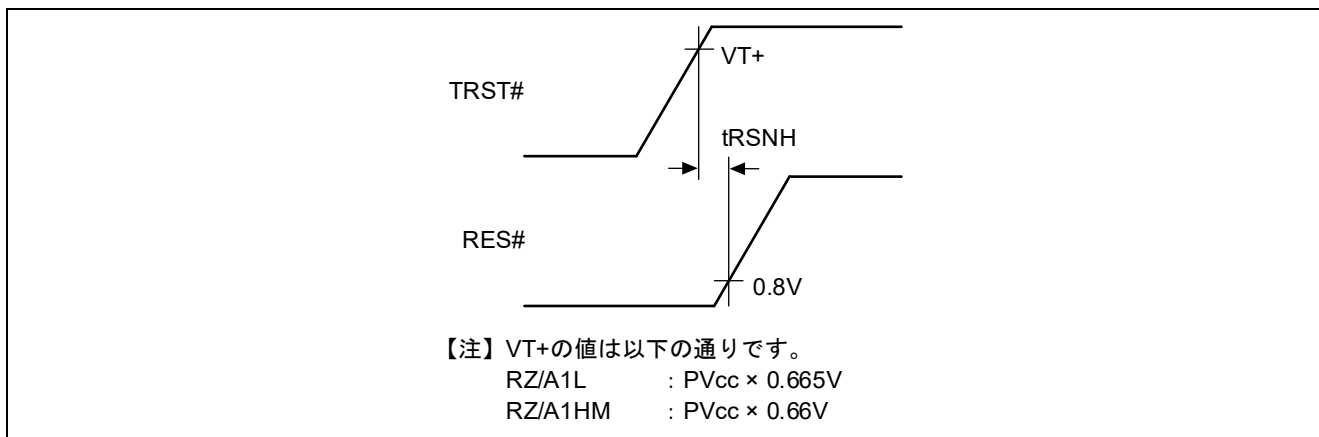 VT+
TRST#
tRSNH
RES#
0.8V
【注】VT+の値は以下の通りです。
RZ/A1L : PVcc × 0.665V
RZ/A1HM : PVcc × 0.66V